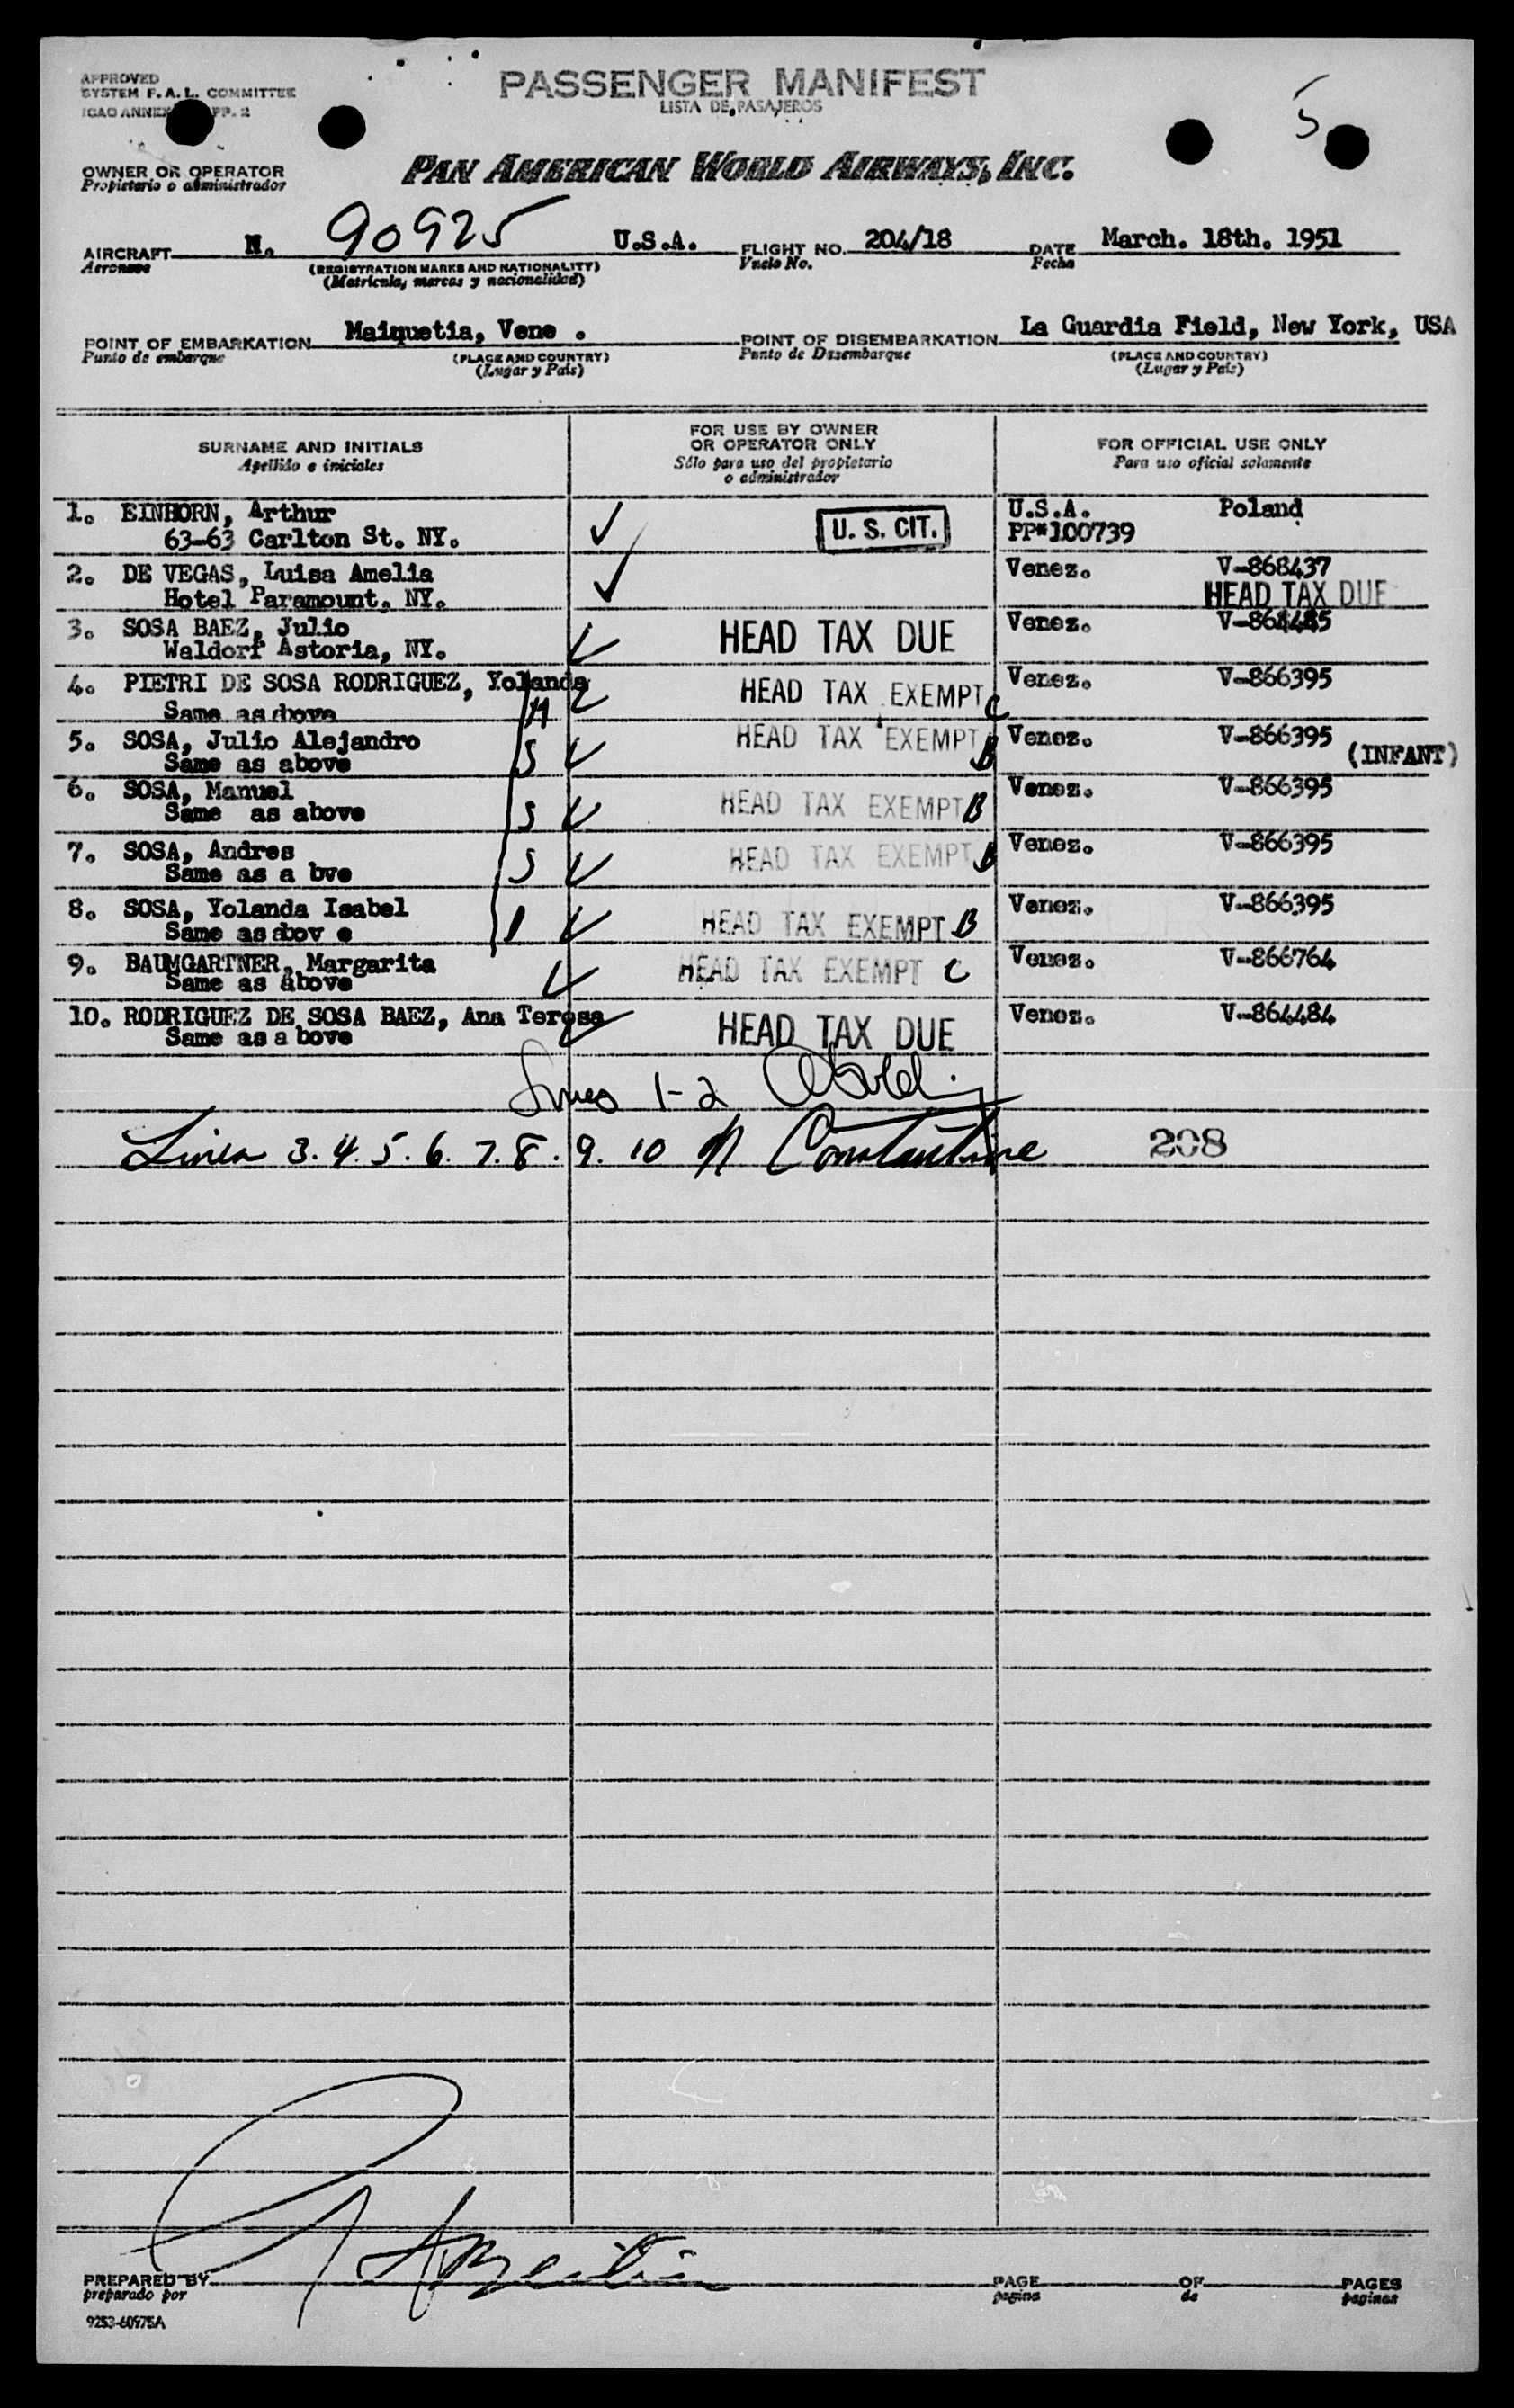 APPROVED
SYSTEM F.A.L. COMMITTEE
ICAO ANNEX PP. 2
PASSENGER MANIFEST
LISTA DE PASAJEROS
5
OWNER OR OPERATOR
Propietario o administrador
PAN AMERICAN WORLD AIRWAYS, INC.
AIRCRAFT N. 90925 U.S.A. FLIGHT NO. 204/18 DATE March. 18th. 1951
Aeronave (REGISTRATION MARKS AND NATIONALITY) Vuelo No. Fecha
(Matricula, marcas y nacionalidad)
POINT OF EMBARKATION Maiquetia, Vene . POINT OF DISEMBARKATION La Guardia Field, New York, USA
Punto de embarque (PLACE AND COUNTRY) Punto de Desembarque (PLACE AND COUNTRY)
(Lugar y País) (Lugar y País)
SURNAME AND INITIALS
Apellido e iniciales
FOR USE BY OWNER
OR OPERATOR ONLY
Sólo para uso del propietario
o administrador
FOR OFFICIAL USE ONLY
Para uso oficial solamente
1. EINHORN, Arthur U.S.A. Poland
63-63 Carlton St. NY. U. S. CIT. PP#100739
2. DE VEGAS, Luisa Amelia Venez. V-868437
Hotel Paramount, NY. HEAD TAX DUE
3. SOSA BAEZ, Julio HEAD TAX DUE Venez. V-864485
Waldorf Astoria, NY.
4. PIETRI DE SOSA RODRIGUEZ, Yolanda HEAD TAX EXEMPT C Venez. V-866395
Same as above M
5. SOSA, Julio Alejandro HEAD TAX EXEMPT B Venez. V-866395
Same as above S (INFANT)
6. SOSA, Manuel HEAD TAX EXEMPT B Venez. V-866395
Same as above S
7. SOSA, Andres HEAD TAX EXEMPT B Venez. V-866395
Same as a bve S
8. SOSA, Yolanda Isabel HEAD TAX EXEMPT B Venez. V-866395
Same as abov e
9. BAUMGARTNER, Margarita HEAD TAX EXEMPT C Venez. V-866764
Same as above
10. RODRIGUEZ DE SOSA BAEZ, Ana Teresa HEAD TAX DUE Venez. V-864484
Same as a bove
Lines 1-2
Lines 3.4.5.6.7.8.9.10 Constantine 208
PREPARED BY PAGE OF PAGES
preparado por pagina de paginas
9253-60975A